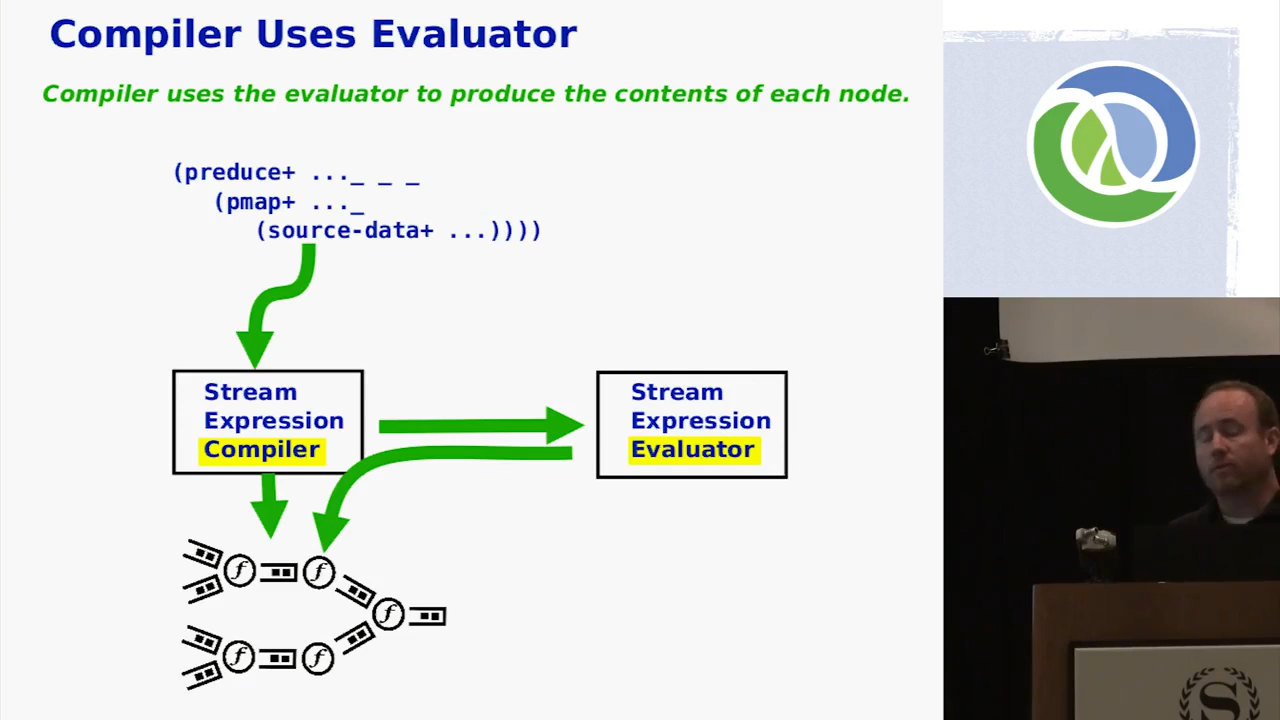 Compiler Uses Evaluator
Compiler uses the evaluator to produce the contents of each node.
(preduce+ ..._ _ _
(pmap+ ..._
(source-data+ ...))))
Stream
Expression
Compiler
Stream
Expression
Evaluator
f
f
f
f
f
S